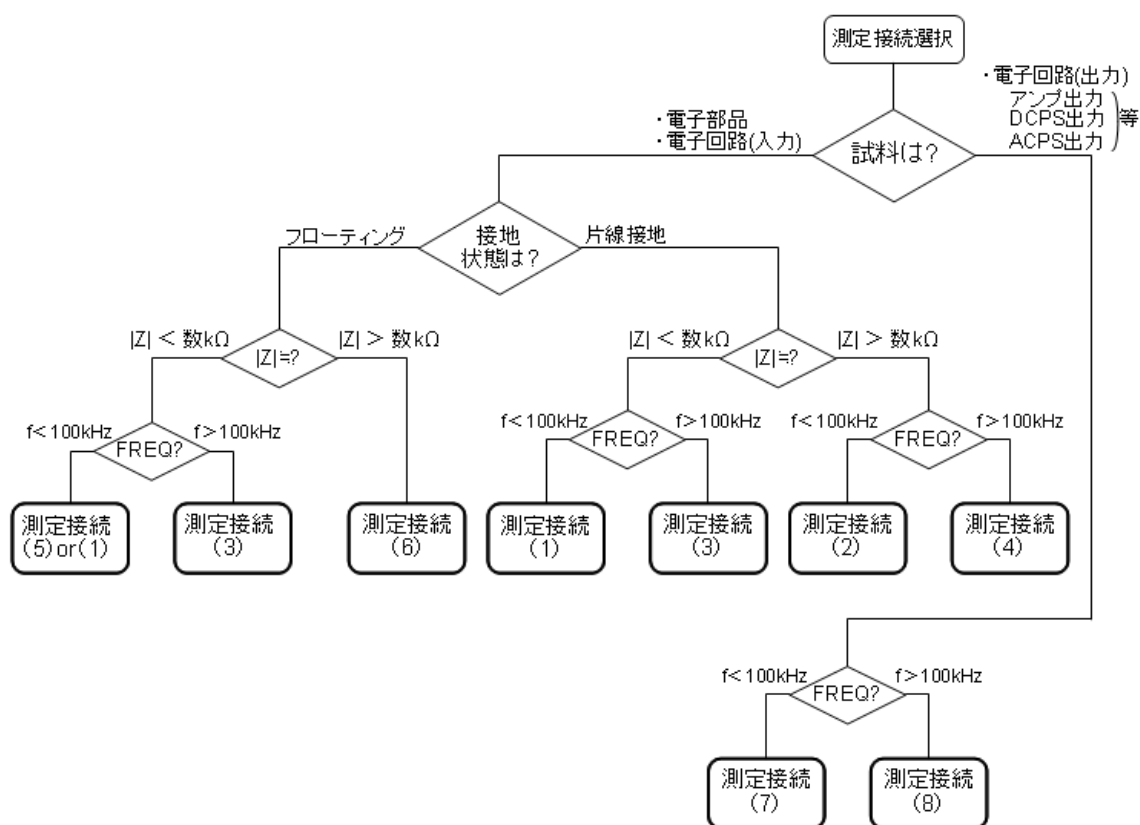 測定接続選択
・電子回路(出力)
アンプ出力
DCPS出力
ACPS出力
等
・電子部品
・電子回路(入力)
試料は?
フローティング
接地
状態は?
片線接地
|Z| < 数kΩ
|Z|≒?
|Z| > 数kΩ
|Z| < 数kΩ
|Z|≒?
|Z| > 数kΩ
f<100kHz
FREQ?
f>100kHz
f<100kHz
FREQ?
f>100kHz
f<100kHz
FREQ?
f>100kHz
測定接続
(5)or(1)
測定接続
(3)
測定接続
(6)
測定接続
(1)
測定接続
(3)
測定接続
(2)
測定接続
(4)
f<100kHz
FREQ?
f>100kHz
測定接続
(7)
測定接続
(8)